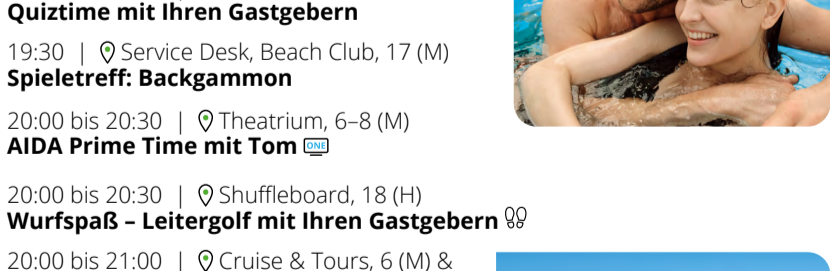 Quiztime mit Ihren Gastgebern
19:30 | Service Desk, Beach Club, 17 (M)
Spieletreff: Backgammon
20:00 bis 20:30 | Theatrium, 6–8 (M)
AIDA Prime Time mit Tom ONE
20:00 bis 20:30 | Shuffleboard, 18 (H)
Wurfspaß – Leitergolf mit Ihren Gastgebern
20:00 bis 21:00 | Cruise & Tours, 6 (M) &